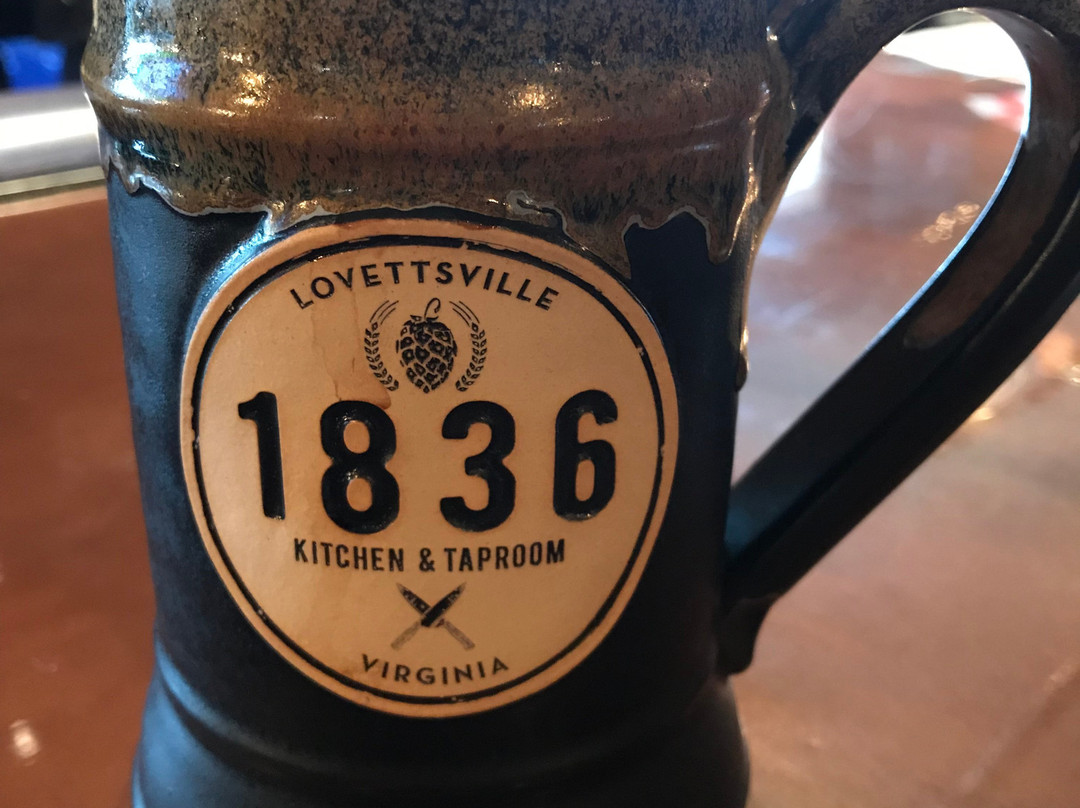 LOVETTSVILLE
1836
KITCHEN & TAPROOM
VIRGINIA